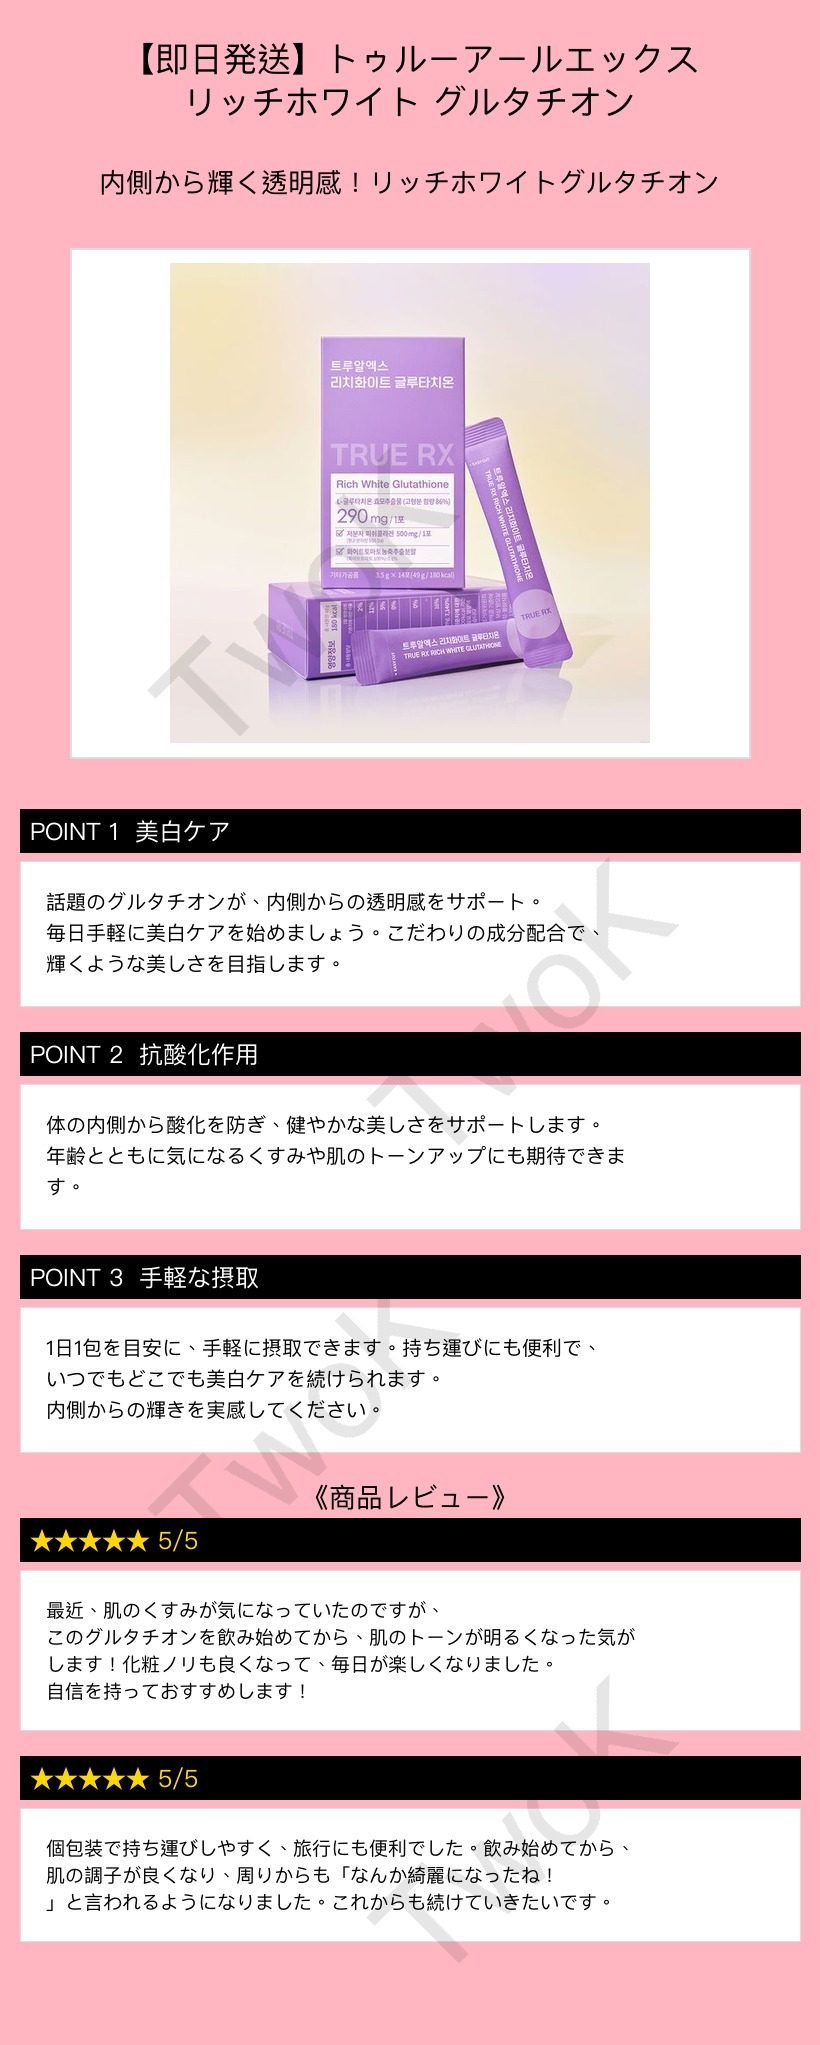 【即日発送】トゥルーアールエックス
リッチホワイト グルタチオン
内側から輝く透明感！リッチホワイトグルタチオン
트루알엑스
리치화이트 글루타치온
TRUE RX
Rich White Glutathione
L-글루타치온 효모추출물 (고형분 함량 86%)
290 mg / 1포
저분자 피쉬콜라겐 500mg / 1포
화이트토마토농축추출분말
기타가공품 3.5 g × 14포(49 g / 180 kcal)
트루알엑스 리치화이트 글루타치온
TRUE RX RICH WHITE GLUTATHIONE
TRUE RX
180 kcal
트루알엑스 리치화이트 글루타치온
TRUE RX RICH WHITE GLUTATHIONE
TwoK
POINT 1 美白ケア
話題のグルタチオンが、内側からの透明感をサポート。
毎日手軽に美白ケアを始めましょう。こだわりの成分配合で、
輝くような美しさを目指します。
TwoK
POINT 2 抗酸化作用
体の内側から酸化を防ぎ、健やかな美しさをサポートします。
年齢とともに気になるくすみや肌のトーンアップにも期待できま
す。
POINT 3 手軽な摂取
1日1包を目安に、手軽に摂取できます。持ち運びにも便利で、
いつでもどこでも美白ケアを続けられます。
内側からの輝きを実感してください。
TwoK
《商品レビュー》
★★★★★ 5/5
最近、肌のくすみが気になっていたのですが、
このグルタチオンを飲み始めてから、肌のトーンが明るくなった気が
します！化粧ノリも良くなって、毎日が楽しくなりました。
自信を持っておすすめします！
★★★★★ 5/5
個包装で持ち運びしやすく、旅行にも便利でした。飲み始めてから、
肌の調子が良くなり、周りからも「なんか綺麗になったね！
」と言われるようになりました。これからも続けていきたいです。
TwoK